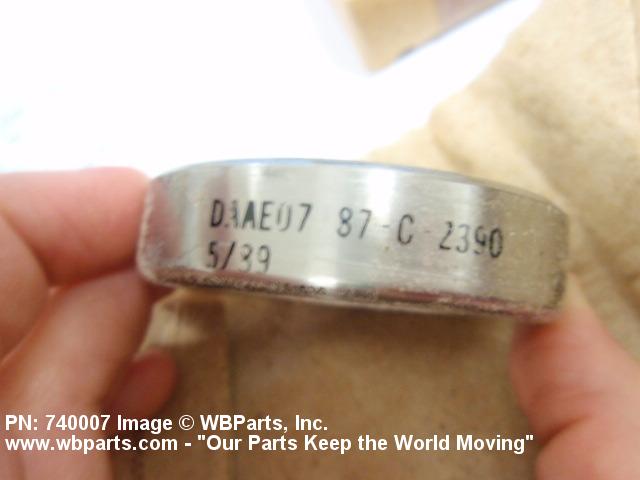 DAAE07 87-C-2390
5/89
PN: 740007 Image © WBParts, Inc.
www.wbparts.com - "Our Parts Keep the World Moving"